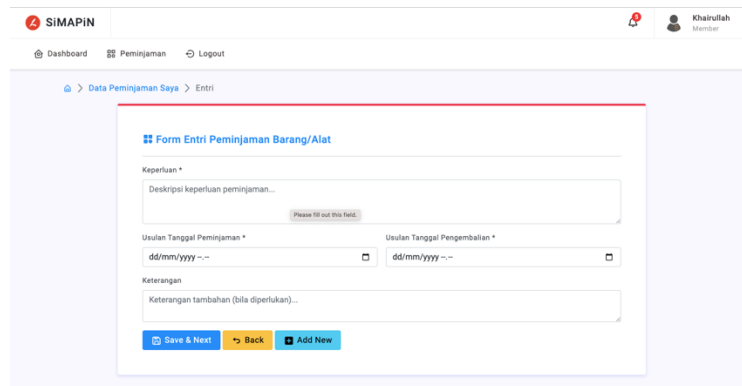 SiMAPiN
5
Khairullah
Member
Dashboard Peminjaman Logout
> Data Peminjaman Saya > Entri
Form Entri Peminjaman Barang/Alat
Keperluan *
Deskripsi keperluan peminjaman...
Please fill out this field.
Usulan Tanggal Peminjaman * Usulan Tanggal Pengembalian *
dd/mm/yyyy --.-- dd/mm/yyyy --.--
Keterangan
Keterangan tambahan (bila diperlukan)...
Save & Next Back Add New